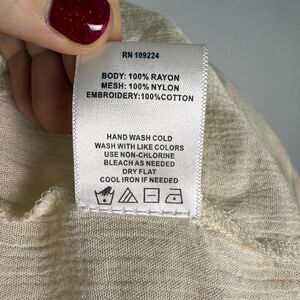 RN 109224
BODY: 100% RAYON
MESH: 100% NYLON
EMBROIDERY:100%COTTON
HAND WASH COLD
WASH WITH LIKE COLORS
USE NON-CHLORINE
BLEACH AS NEEDED
DRY FLAT
COOL IRON IF NEEDED